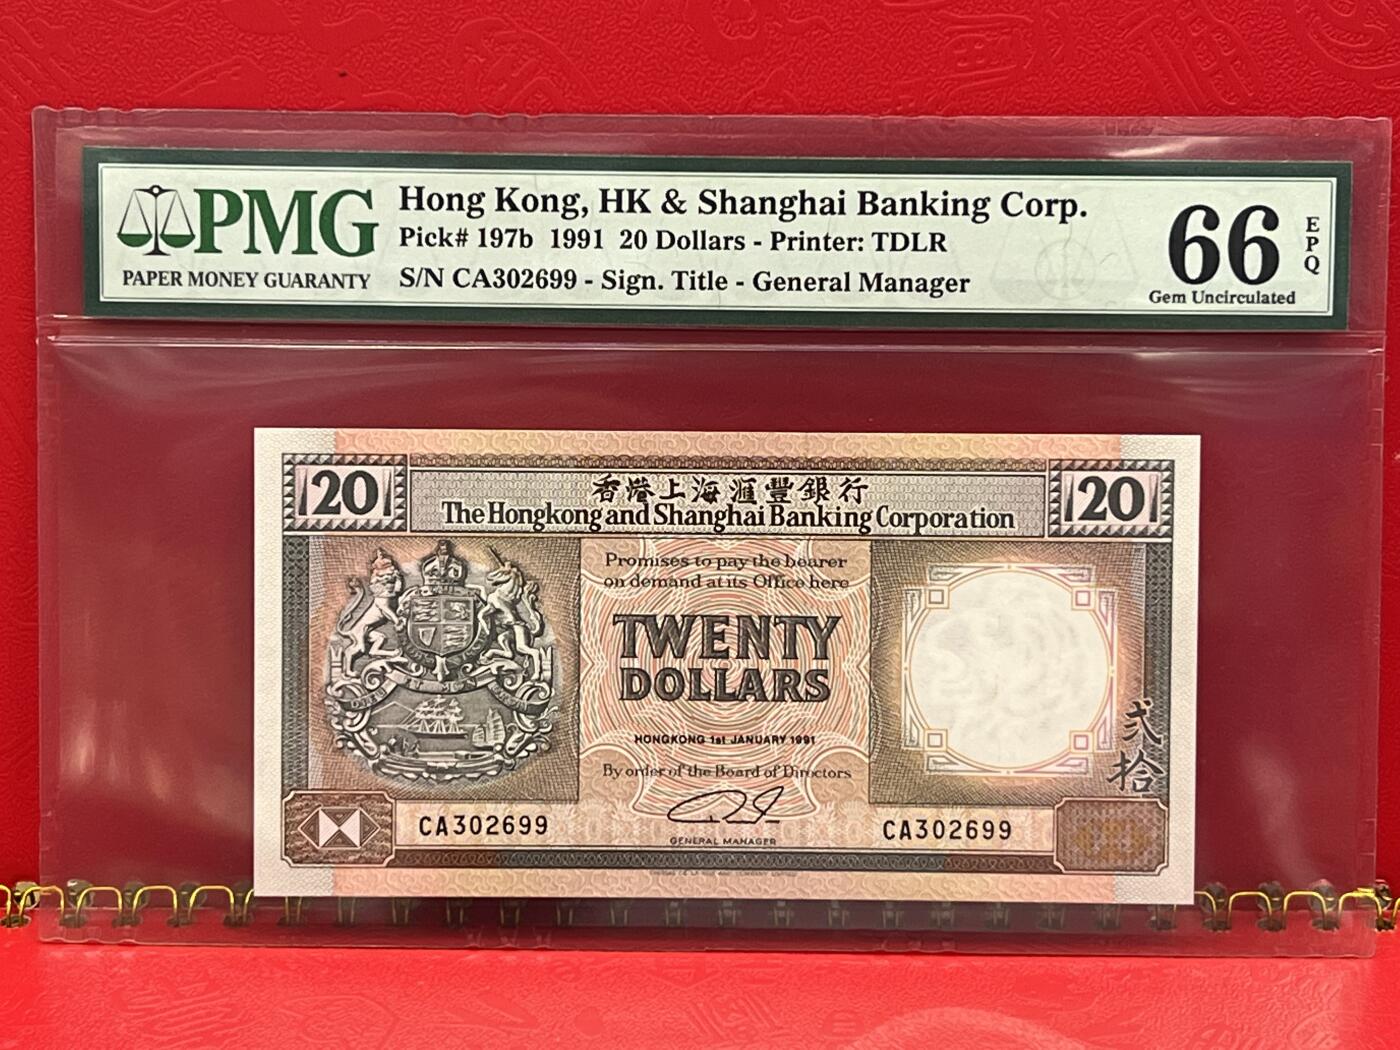 PMG
PAPER MONEY GUARANTY
Hong Kong, HK & Shanghai Banking Corp.
Pick# 197b 1991 20 Dollars - Printer: TDLR
S/N CA302699 - Sign. Title - General Manager
66
EPQ
Gem Uncirculated
20
20
香港上海滙豐銀行
The Hongkong and Shanghai Banking Corporation
Promises to pay the bearer
on demand at its Office here
TWENTY
DOLLARS
HONGKONG 1st JANUARY 1991
By order of the Board of Directors
GENERAL MANAGER
CA302699
CA302699
弍拾